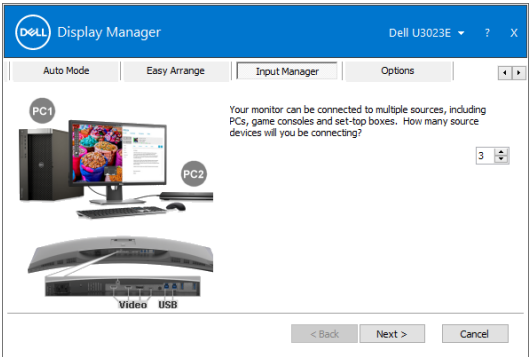 DELL Display Manager
Dell U3023E
? X
Auto Mode
Easy Arrange
Input Manager
Options
PC1
PC2
Video USB
Your monitor can be connected to multiple sources, including
PCs, game consoles and set-top boxes. How many source
devices will you be connecting?
3
< Back
Next >
Cancel